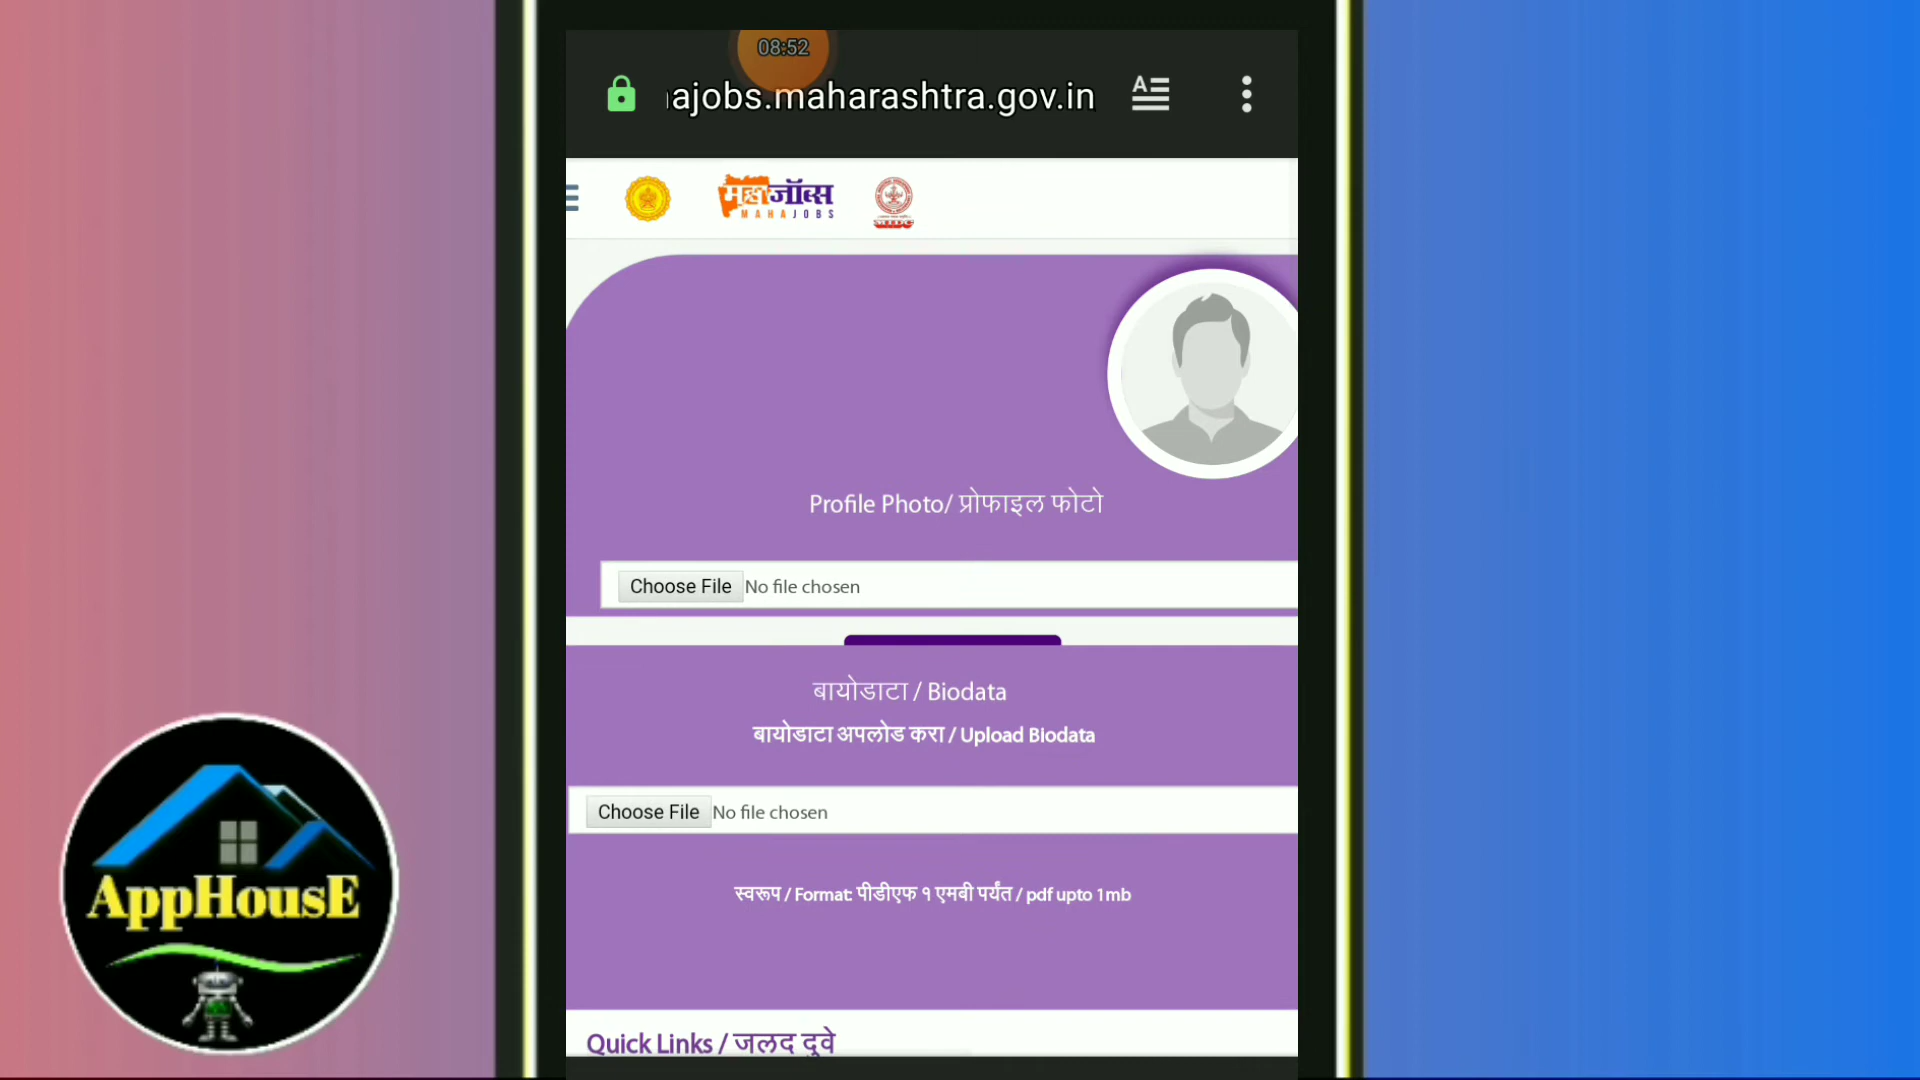 08:52
ajobs.maharashtra.gov.in
महाजॉब्स
MAHAJOBS
MIDC
Profile Photo/ प्रोफाइल फोटो
Choose File No file chosen
बायोडाटा / Biodata
बायोडाटा अपलोड करा / Upload Biodata
Choose File No file chosen
स्वरूप / Format: पीडीएफ १ एमबी पर्यंत / pdf upto 1mb
Quick Links / जलद दुवे
AppHousE